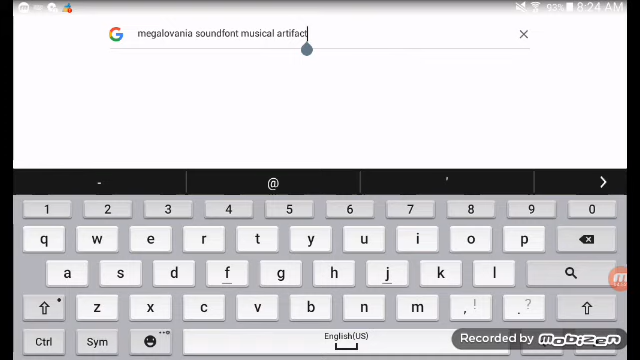 93% 8:24 AM
megalovania soundfont musical artifact
- @ '
1 2 3 4 5 6 7 8 9 0
q w e r t y u i o p
a s d f g h j k l
z x c v b n m , ! . ?
Ctrl Sym English(US)
Recorded by mobizen